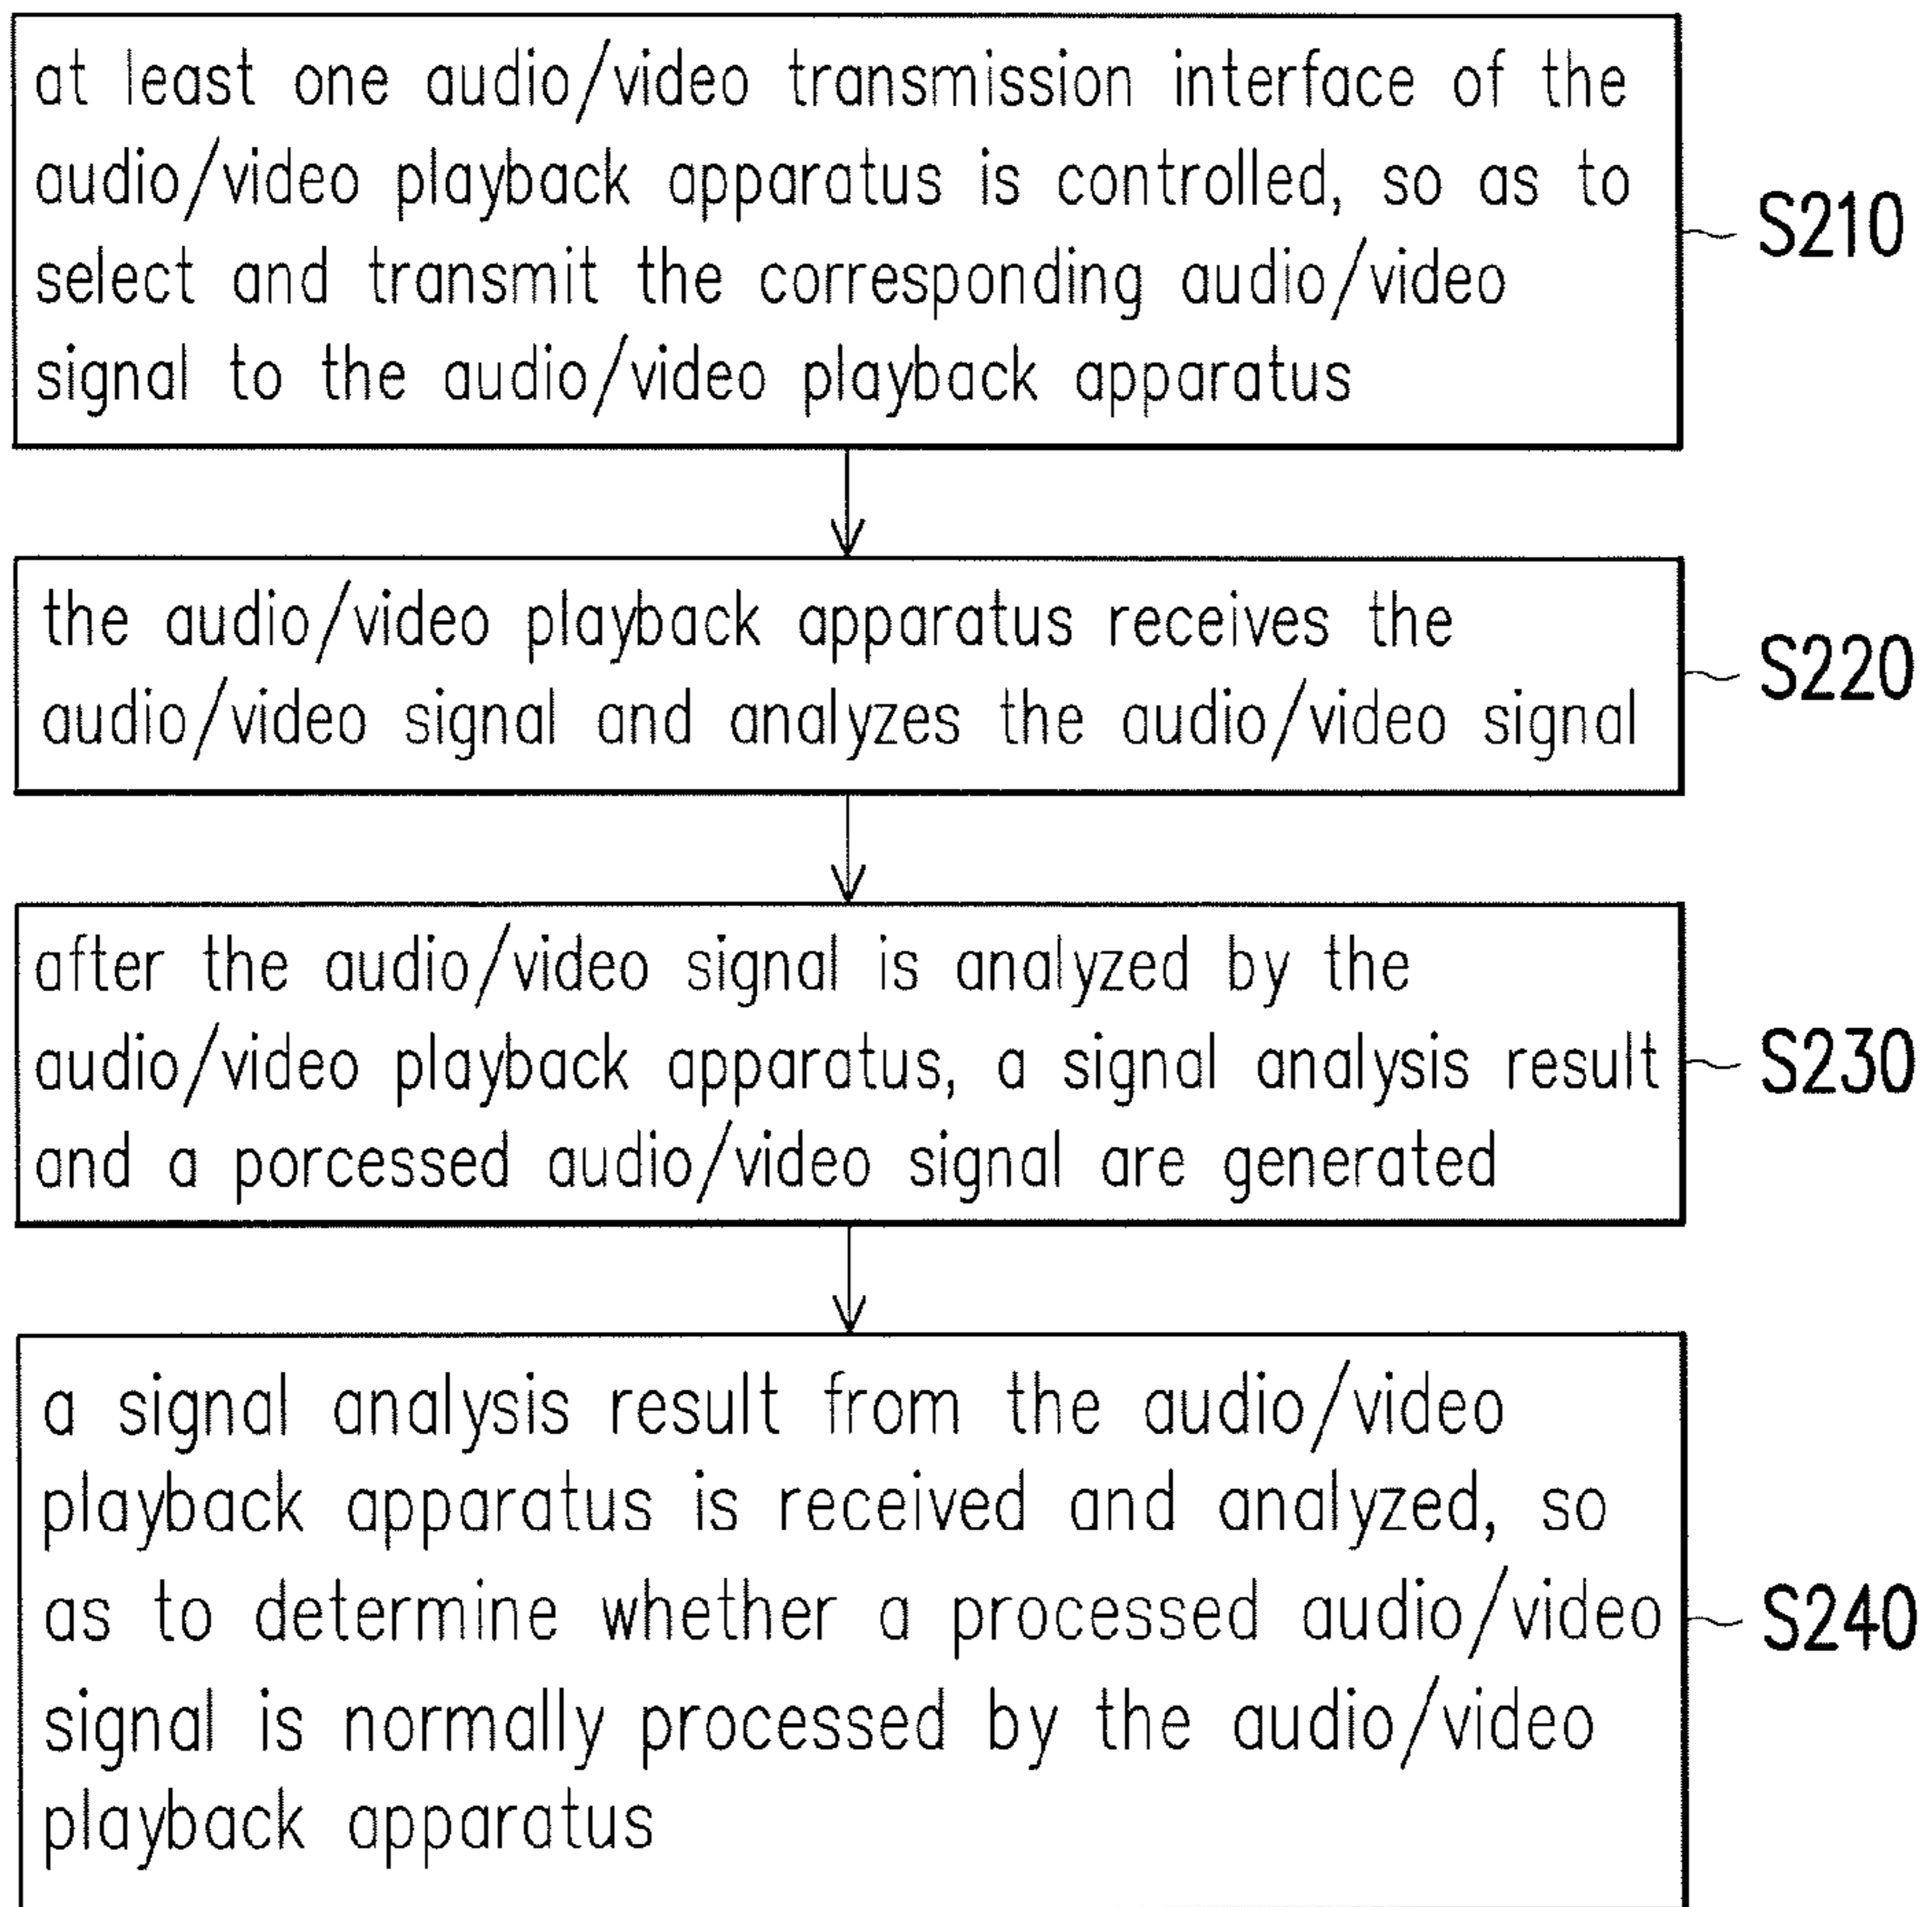 at least one audio/video transmission interface of the
audio/video playback apparatus is controlled, so as to
select and transmit the corresponding audio/video
signal to the audio/video playback apparatus
S210
the audio/video playback apparatus receives the
audio/video signal and analyzes the audio/video signal
S220
after the audio/video signal is analyzed by the
audio/video playback apparatus, a signal analysis result
and a porcessed audio/video signal are generated
S230
a signal analysis result from the audio/video
playback apparatus is received and analyzed, so
as to determine whether a processed audio/video
signal is normally processed by the audio/video
playback apparatus
S240